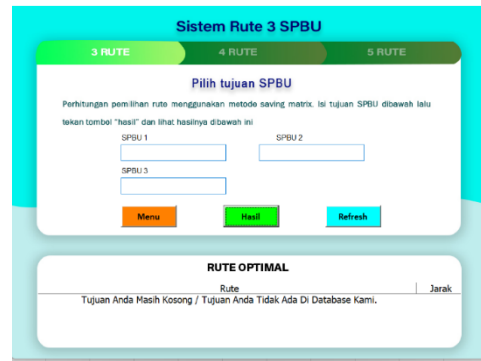 Sistem Rute 3 SPBU
3 RUTE 4 RUTE 5 RUTE
Pilih tujuan SPBU
Perhitungan pemilihan rute menggunakan metode saving matrix. Isi tujuan SPBU dibawah lalu
tekan tombol "hasil" dan lihat hasilnya dibawah ini
SPBU 1 SPBU 2
SPBU 3
Menu Hasil Refresh
RUTE OPTIMAL
Rute Jarak
Tujuan Anda Masih Kosong / Tujuan Anda Tidak Ada Di Database Kami.